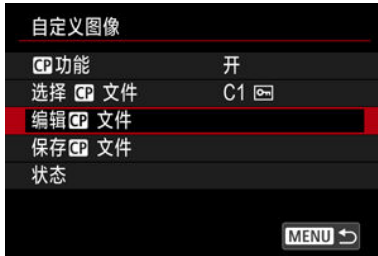 自定义图像
CP功能 开
选择 CP 文件 C1
编辑CP 文件
保存CP 文件
状态
MENU